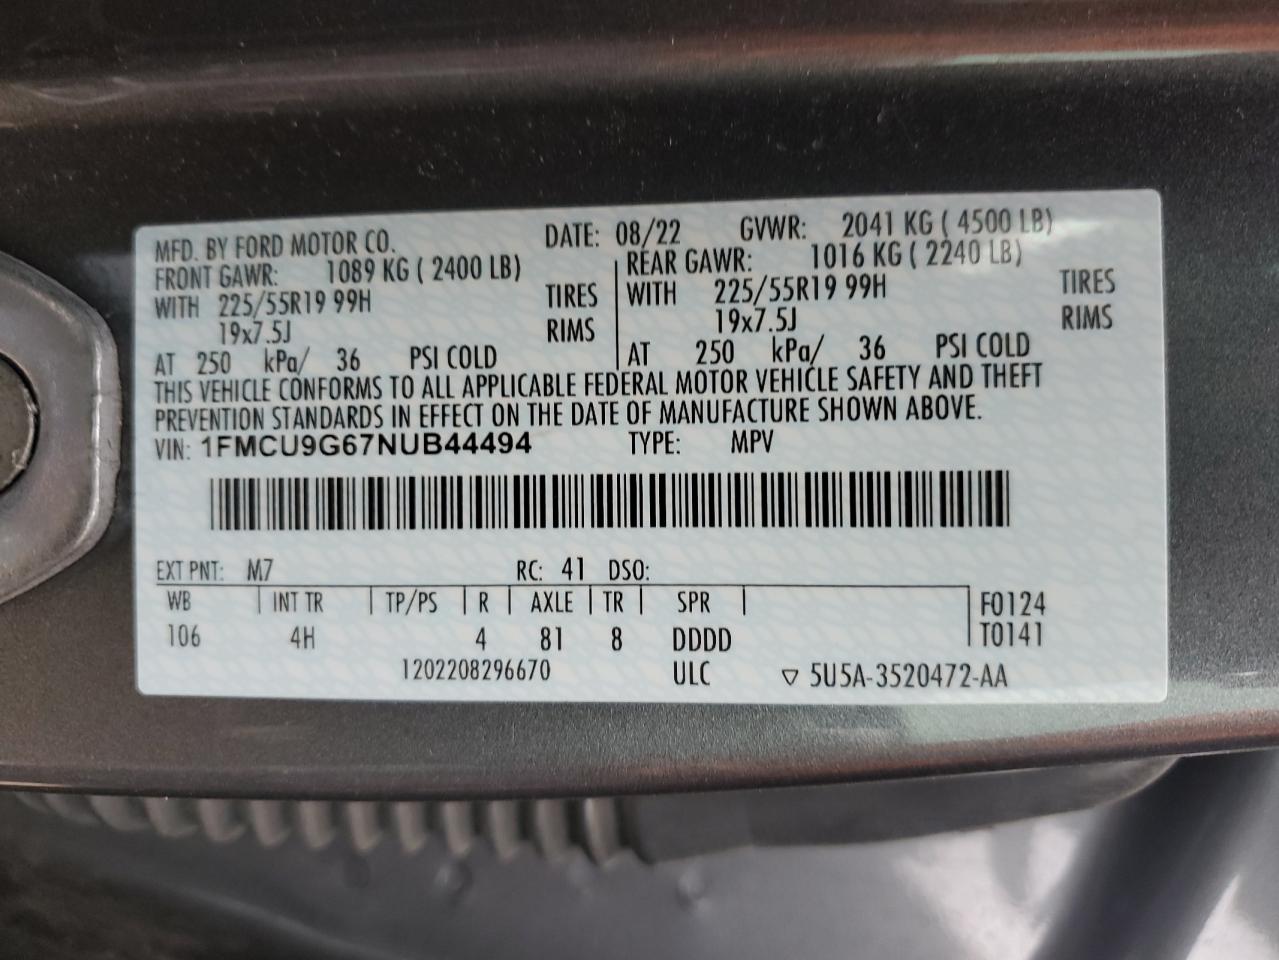 MFD. BY FORD MOTOR CO. DATE: 08/22 GVWR: 2041 KG ( 4500 LB)
FRONT GAWR: 1089 KG ( 2400 LB) REAR GAWR: 1016 KG ( 2240 LB)
WITH 225/55R19 99H TIRES WITH 225/55R19 99H TIRES
19x7.5J RIMS 19x7.5J RIMS
AT 250 kPa/ 36 PSI COLD AT 250 kPa/ 36 PSI COLD
THIS VEHICLE CONFORMS TO ALL APPLICABLE FEDERAL MOTOR VEHICLE SAFETY AND THEFT
PREVENTION STANDARDS IN EFFECT ON THE DATE OF MANUFACTURE SHOWN ABOVE.
VIN: 1FMCU9G67NUB44494 TYPE: MPV
EXT PNT: M7 RC: 41 DSO:
WB INT TR TP/PS R AXLE TR SPR F0124
106 4H 4 81 8 DDDD T0141
1202208296670 ULC ▽ 5U5A-3520472-AA